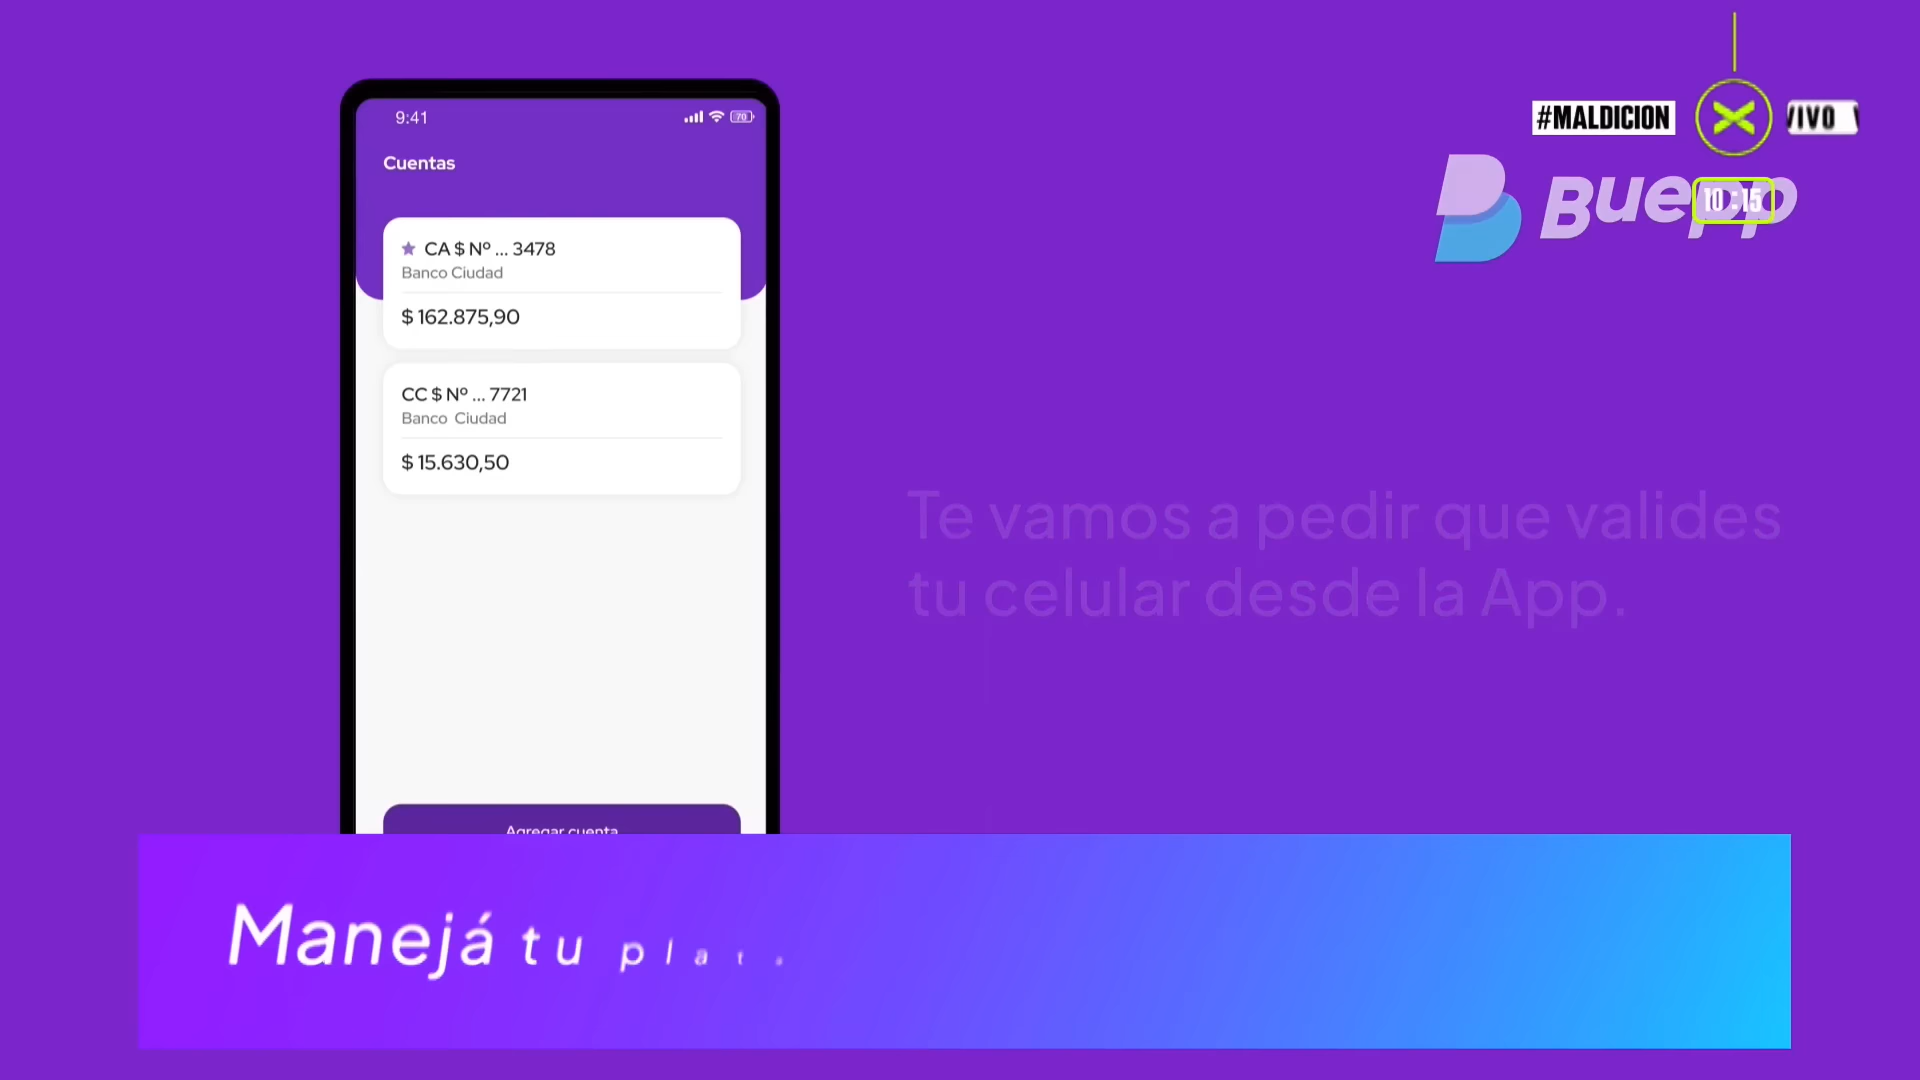 9:41
70
Cuentas
CA $ Nº ... 3478
Banco Ciudad
$ 162.875,90
CC $ Nº ... 7721
Banco Ciudad
$ 15.630,50
Agregar cuenta
#MALDICION
VIVO
Buepp
10:15
Te vamos a pedir que valides
tu celular desde la App.
Manejá tu plata